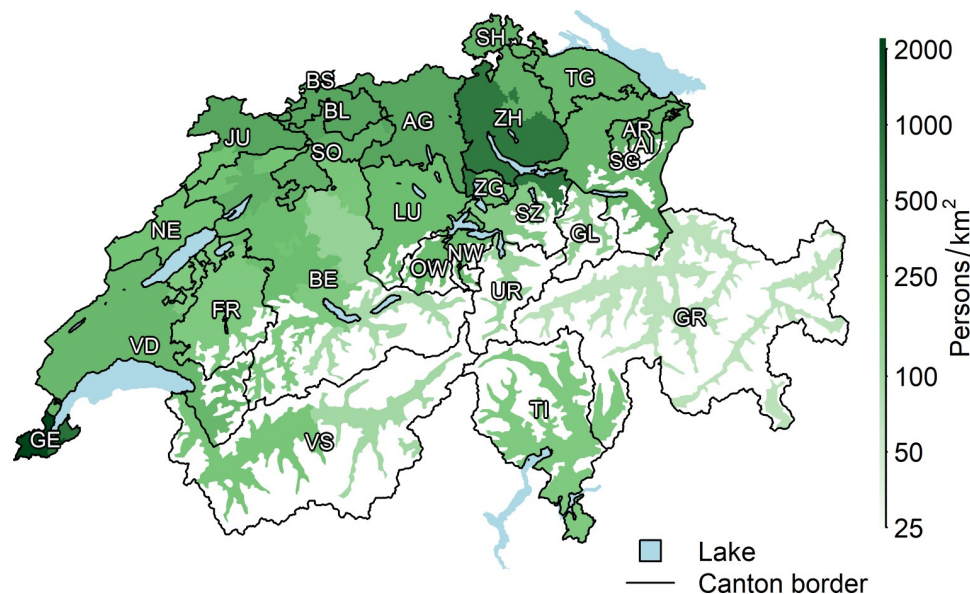 SH
BS
TG
BL
AG
ZH
AR
JU
AI
SO
SG
ZG
LU
SZ
NE
GL
NW
OW
BE
UR
FR
GR
VD
TI
GE
VS
2000
1000
500
250
100
50
25
Persons/km²
Lake
Canton border